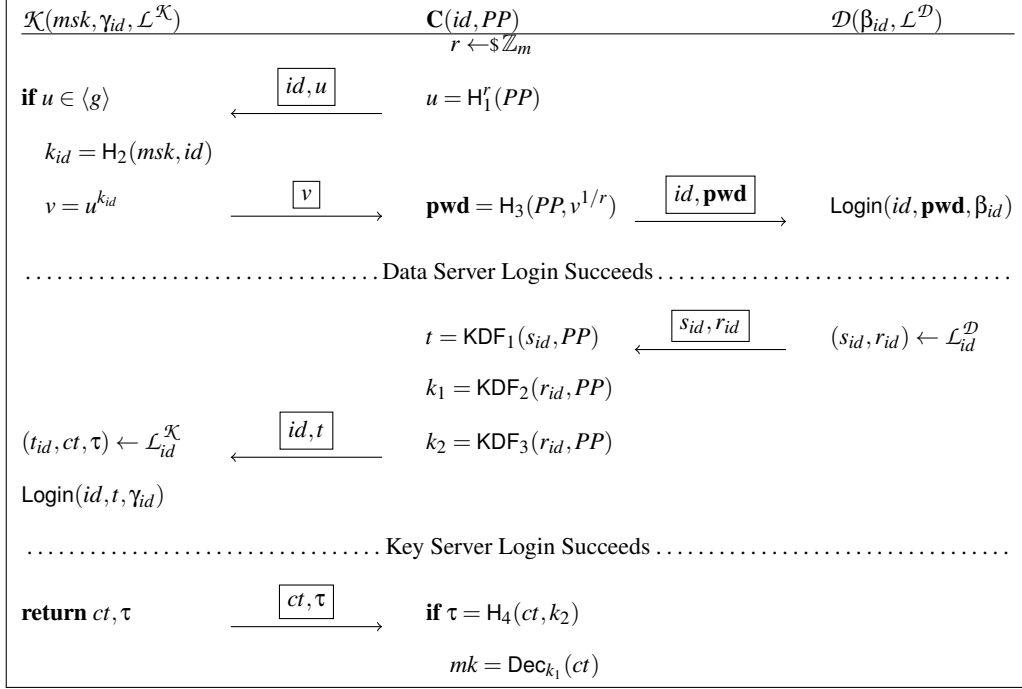 𝒦(msk, γ_id, ℒ^𝒦) C(id, PP) 𝒟(β_id, ℒ^𝒟)
r ←$ ℤ_m
if u ∈ ⟨g⟩ id, u u = H_1^r(PP)
k_id = H_2(msk, id)
v = u^{k_id} v pwd = H_3(PP, v^{1/r}) id, pwd Login(id, pwd, β_id)
. . . . . . . . . . . . . . . . . . . . . . . . . . . . . . . . . . . Data Server Login Succeeds . . . . . . . . . . . . . . . . . . . . . . . . . . . . . . . . . . .
t = KDF_1(s_id, PP) s_id, r_id (s_id, r_id) ← ℒ_id^𝒟
k_1 = KDF_2(r_id, PP)
(t_id, ct, τ) ← ℒ_id^𝒦 id, t k_2 = KDF_3(r_id, PP)
Login(id, t, γ_id)
. . . . . . . . . . . . . . . . . . . . . . . . . . . . . . . . . . . Key Server Login Succeeds . . . . . . . . . . . . . . . . . . . . . . . . . . . . . . . . . . .
return ct, τ ct, τ if τ = H_4(ct, k_2)
mk = Dec_{k_1}(ct)